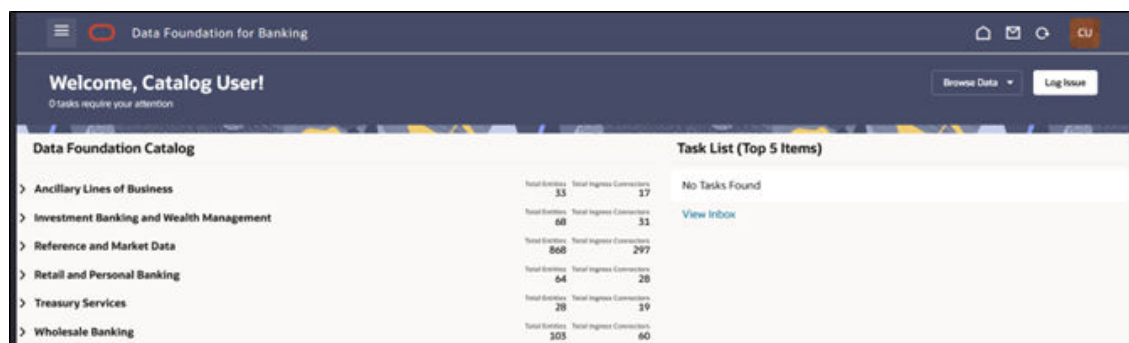 Data Foundation for Banking
CU
Welcome, Catalog User!
0 tasks require your attention
Browse Data
Log Issue
Data Foundation Catalog
Ancillary Lines of Business
Total Entities Total Ingress Connectors
33 17
Investment Banking and Wealth Management
Total Entities Total Ingress Connectors
68 31
Reference and Market Data
Total Entities Total Ingress Connectors
868 297
Retail and Personal Banking
Total Entities Total Ingress Connectors
64 28
Treasury Services
Total Entities Total Ingress Connectors
28 19
Wholesale Banking
Total Entities Total Ingress Connectors
103 60
Task List (Top 5 Items)
No Tasks Found
View Inbox